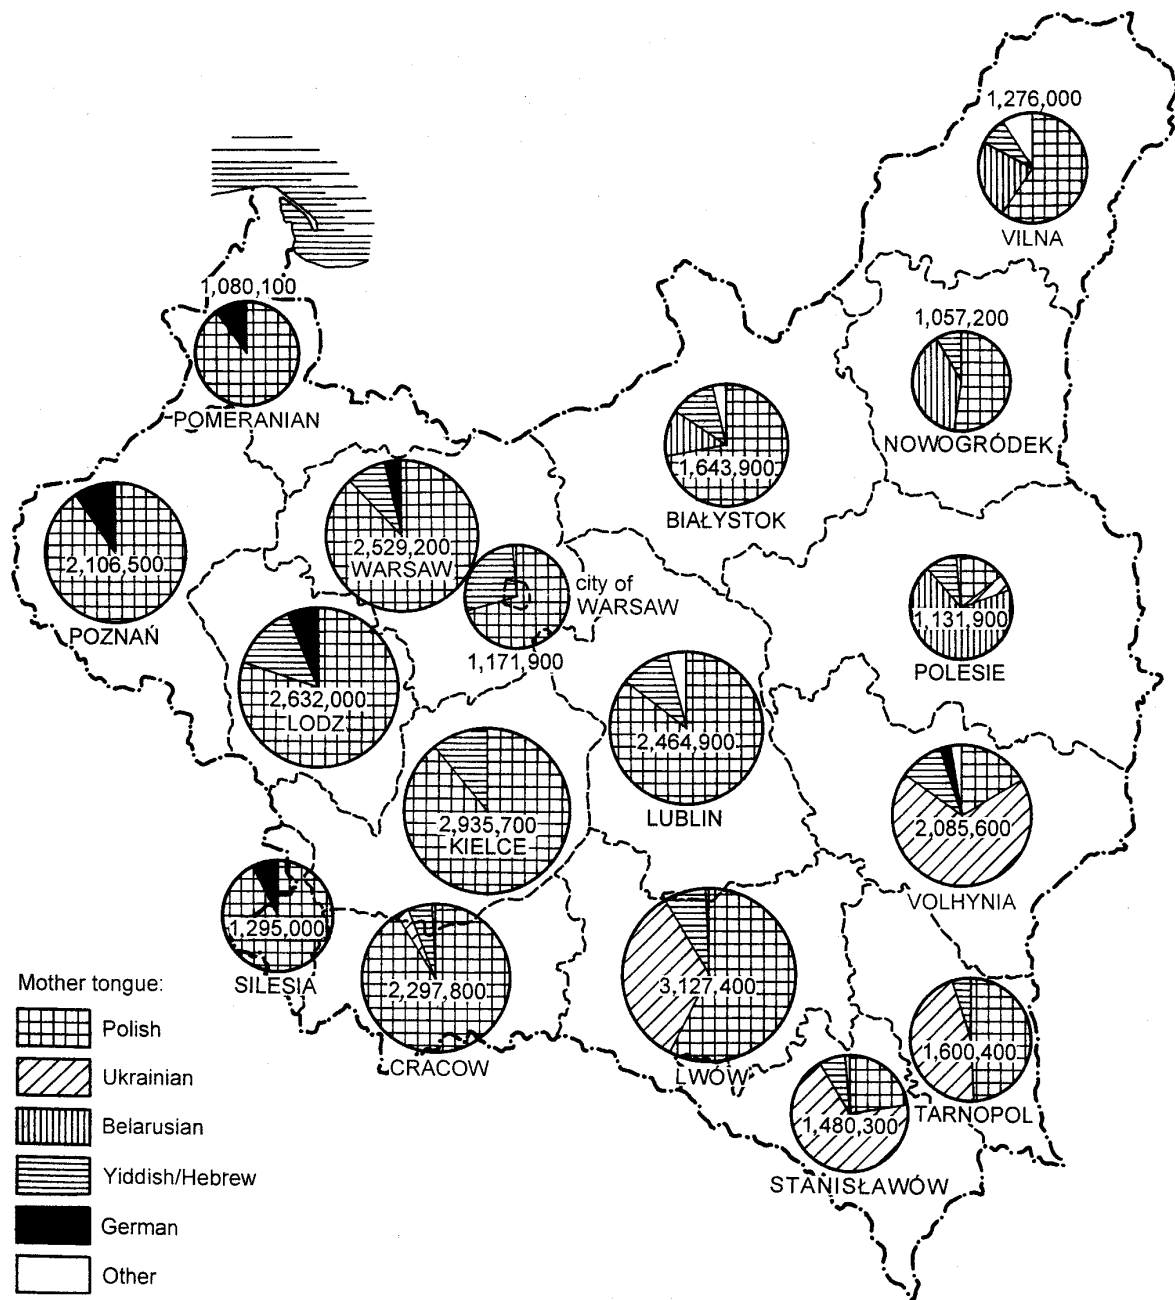 1,276,000
VILNA
1,080,100
POMERANIAN
1,057,200
NOWOGRÓDEK
1,643,900
BIAŁYSTOK
2,106,500
POZNAŃ
2,529,200
WARSAW
city of
WARSAW
1,171,900
1,131,900
POLESIE
2,632,000
LODZ
2,464,900
LUBLIN
2,935,700
KIELCE
2,085,600
VOLHYNIA
1,295,000
SILESIA
2,297,800
CRACOW
3,127,400
LWÓW
1,600,400
TARNOPOL
1,480,300
STANISŁAWÓW
Mother tongue:
Polish
Ukrainian
Belarusian
Yiddish/Hebrew
German
Other